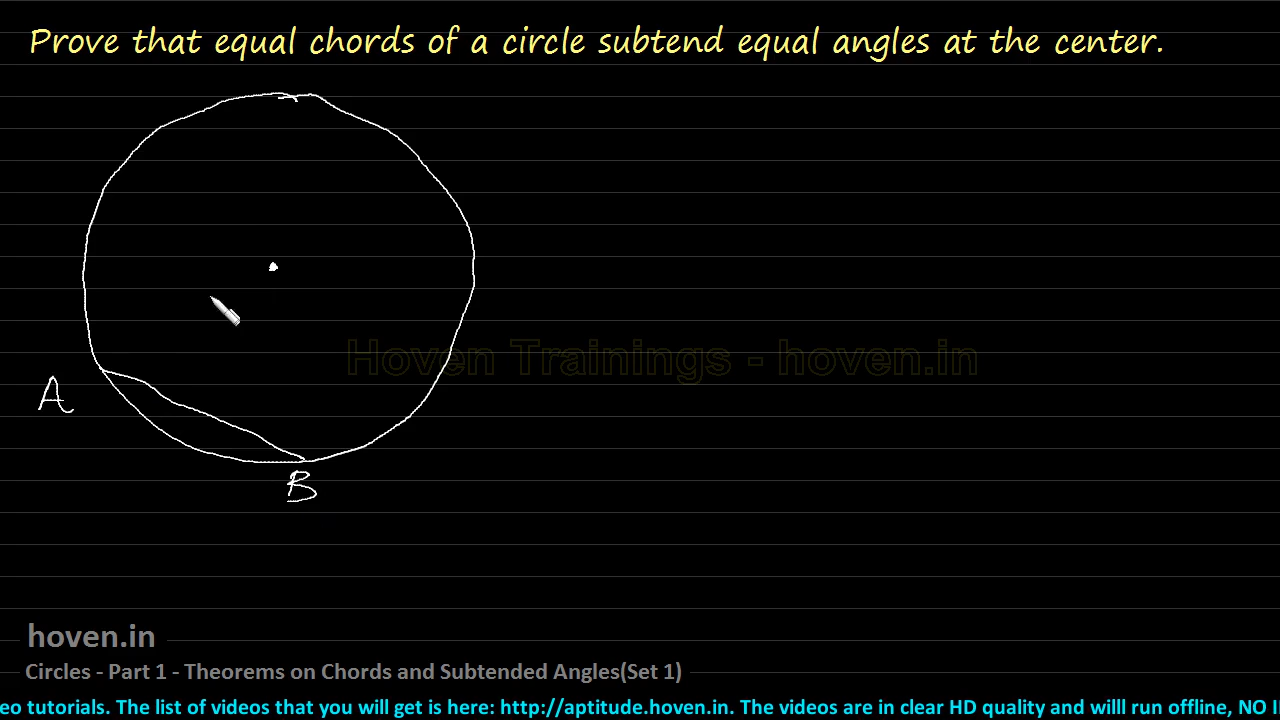 Prove that equal chords of a circle subtend equal angles at the center.
Hoven Trainings - hoven.in
A
B
hoven.in
Circles - Part 1 - Theorems on Chords and Subtended Angles(Set 1)
eo tutorials. The list of videos that you will get is here: http://aptitude.hoven.in. The videos are in clear HD quality and willl run offline, NO